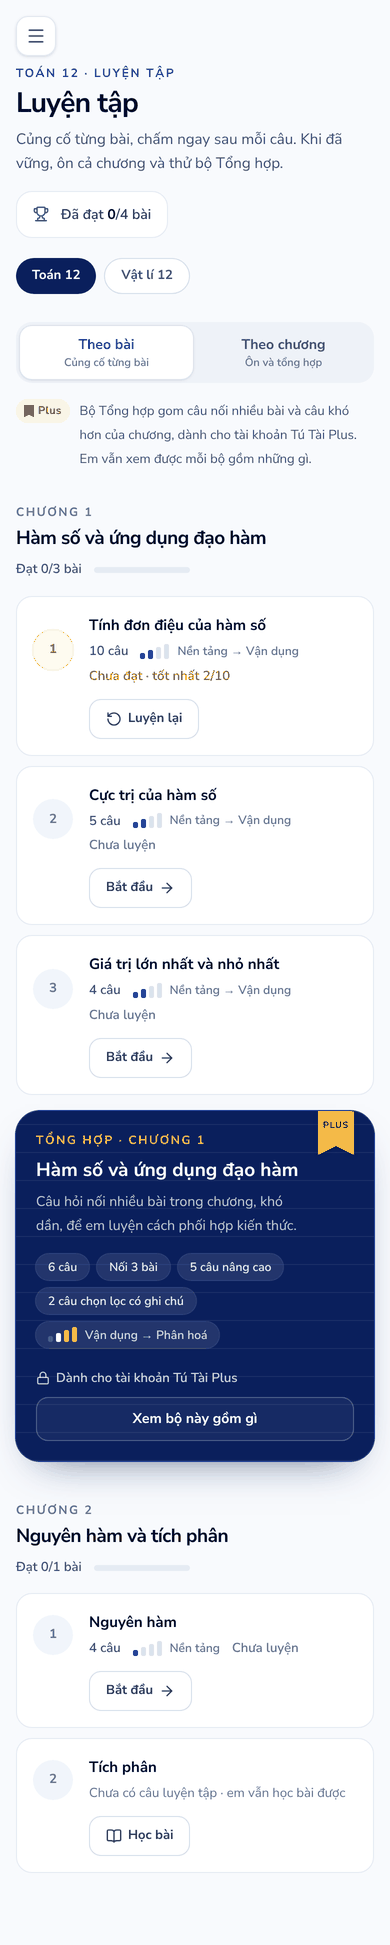 TOÁN 12 · LUYỆN TẬP
Luyện tập
Củng cố từng bài, chấm ngay sau mỗi câu. Khi đã
vững, ôn cả chương và thử bộ Tổng hợp.
Đã đạt 0/4 bài
Toán 12
Vật lí 12
Theo bài
Củng cố từng bài
Theo chương
Ôn và tổng hợp
Plus
Bộ Tổng hợp gom câu nối nhiều bài và câu khó
hơn của chương, dành cho tài khoản Tú Tài Plus.
Em vẫn xem được mỗi bộ gồm những gì.
CHƯƠNG 1
Hàm số và ứng dụng đạo hàm
Đạt 0/3 bài
1
Tính đơn điệu của hàm số
10 câu Nền tảng → Vận dụng
Chưa đạt · tốt nhất 2/10
Luyện lại
2
Cực trị của hàm số
5 câu Nền tảng → Vận dụng
Chưa luyện
Bắt đầu →
3
Giá trị lớn nhất và nhỏ nhất
4 câu Nền tảng → Vận dụng
Chưa luyện
Bắt đầu →
PLUS
TỔNG HỢP · CHƯƠNG 1
Hàm số và ứng dụng đạo hàm
Câu hỏi nối nhiều bài trong chương, khó
dần, để em luyện cách phối hợp kiến thức.
6 câu
Nối 3 bài
5 câu nâng cao
2 câu chọn lọc có ghi chú
Vận dụng → Phân hoá
Dành cho tài khoản Tú Tài Plus
Xem bộ này gồm gì
CHƯƠNG 2
Nguyên hàm và tích phân
Đạt 0/1 bài
1
Nguyên hàm
4 câu Nền tảng Chưa luyện
Bắt đầu →
2
Tích phân
Chưa có câu luyện tập · em vẫn học bài được
Học bài